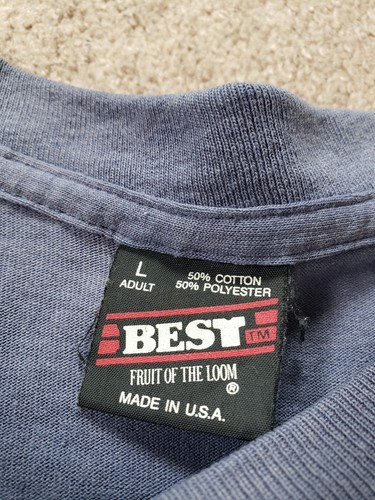 L 50% COTTON
ADULT 50% POLYESTER
BEST TM
FRUIT OF THE LOOM ®
MADE IN U.S.A.